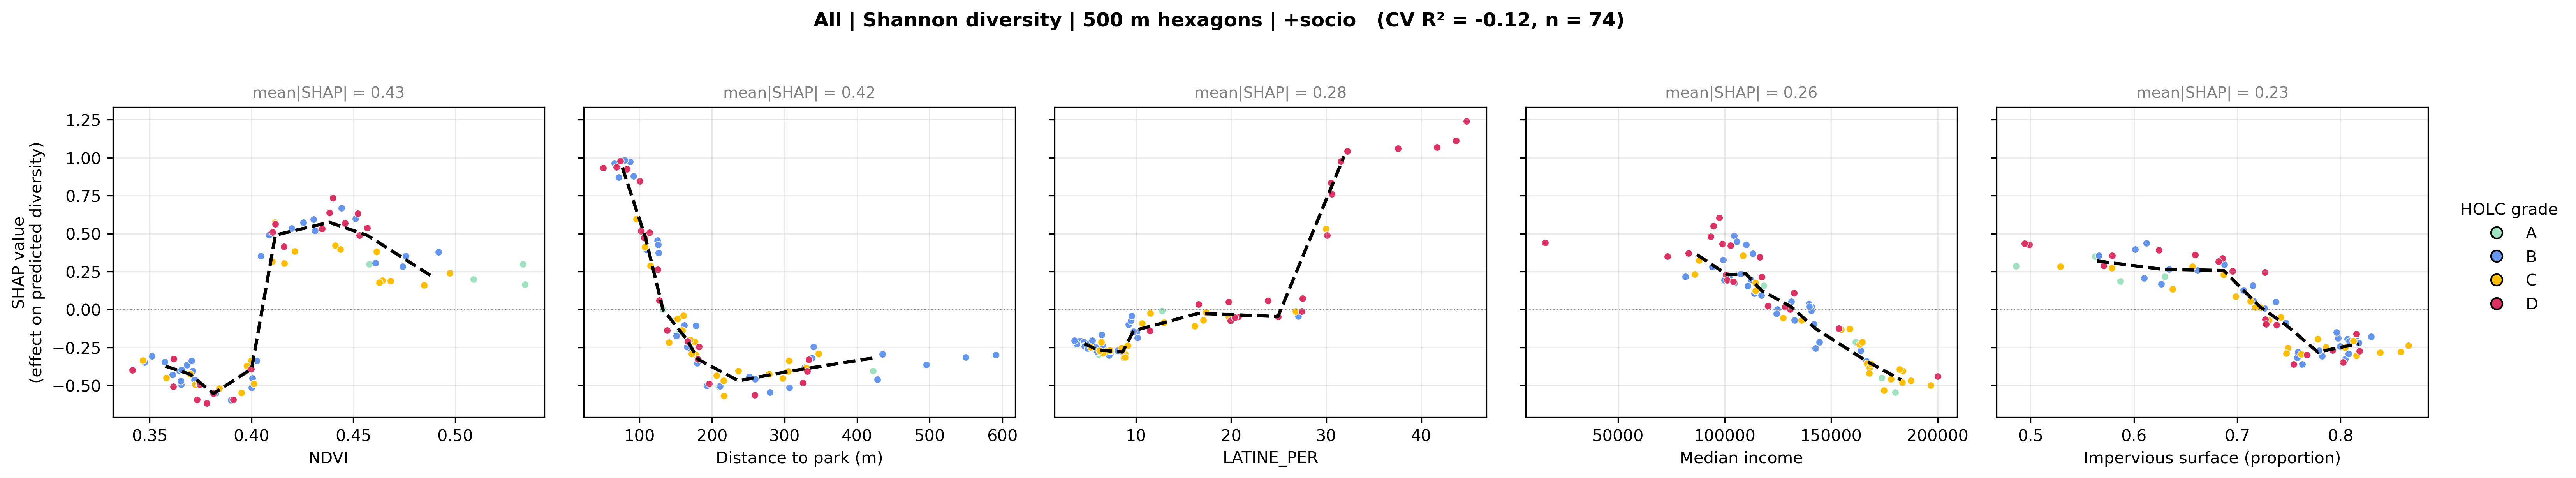 All | Shannon diversity | 500 m hexagons | +socio (CV R² = -0.12, n = 74)
mean|SHAP| = 0.43
mean|SHAP| = 0.42
mean|SHAP| = 0.28
mean|SHAP| = 0.26
mean|SHAP| = 0.23
SHAP value
(effect on predicted diversity)
1.25
1.00
0.75
0.50
0.25
0.00
−0.25
−0.50
0.35 0.40 0.45 0.50
NDVI
100 200 300 400 500 600
Distance to park (m)
10 20 30 40
LATINE_PER
50000 100000 150000 200000
Median income
0.5 0.6 0.7 0.8
Impervious surface (proportion)
HOLC grade
A
B
C
D